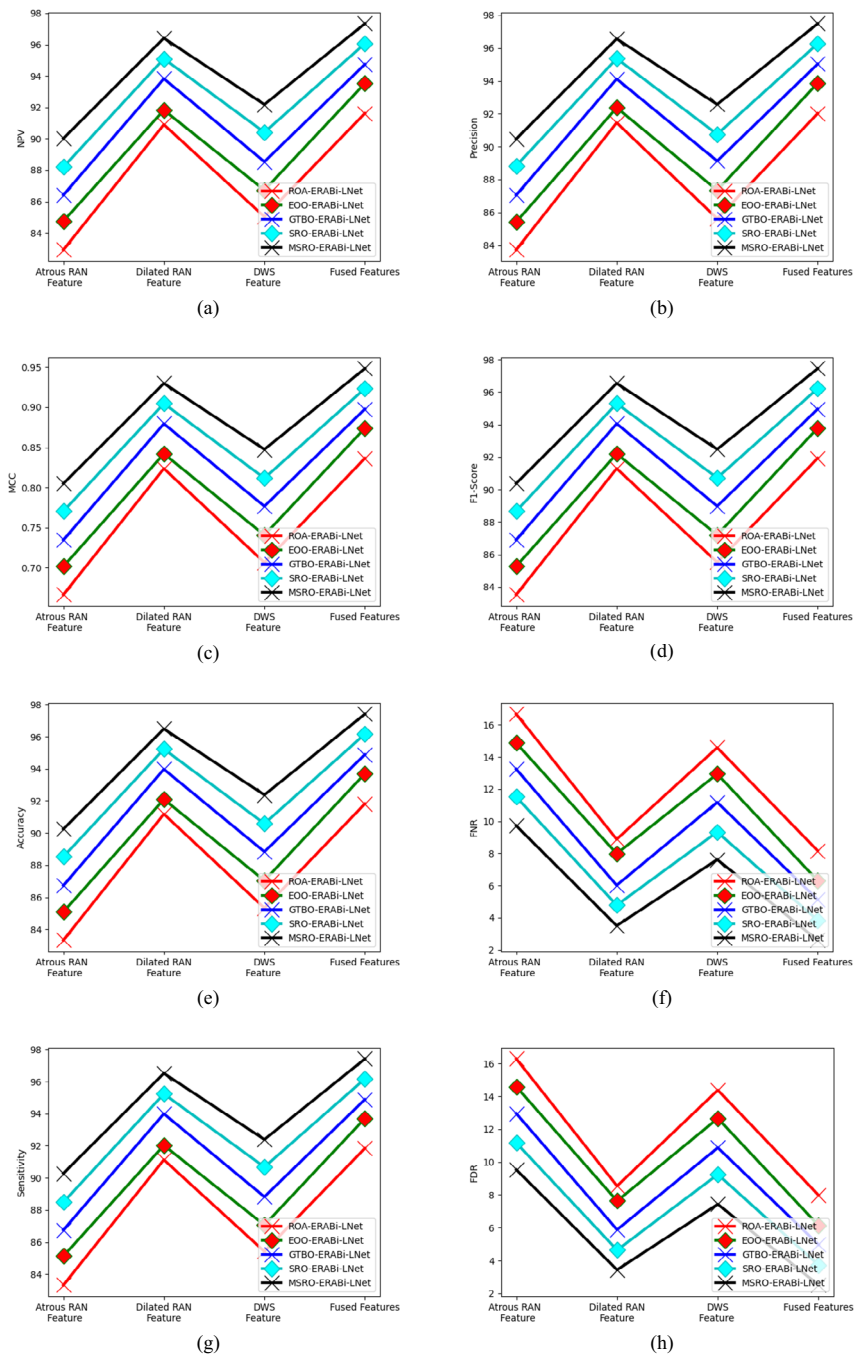 98
96
94
92
90
88
86
84
NPV
ROA-ERABi-LNet
EOO-ERABi-LNet
GTBO-ERABi-LNet
SRO-ERABi-LNet
MSRO-ERABi-LNet
Atrous RAN
Feature
Dilated RAN
Feature
DWS
Feature
Fused Features
(a)
98
96
94
92
90
88
86
84
Precision
ROA-ERABi-LNet
EOO-ERABi-LNet
GTBO-ERABi-LNet
SRO-ERABi-LNet
MSRO-ERABi-LNet
Atrous RAN
Feature
Dilated RAN
Feature
DWS
Feature
Fused Features
(b)
0.95
0.90
0.85
0.80
0.75
0.70
MCC
ROA-ERABi-LNet
EOO-ERABi-LNet
GTBO-ERABi-LNet
SRO-ERABi-LNet
MSRO-ERABi-LNet
Atrous RAN
Feature
Dilated RAN
Feature
DWS
Feature
Fused Features
(c)
98
96
94
92
90
88
86
84
F1-Score
ROA-ERABi-LNet
EOO-ERABi-LNet
GTBO-ERABi-LNet
SRO-ERABi-LNet
MSRO-ERABi-LNet
Atrous RAN
Feature
Dilated RAN
Feature
DWS
Feature
Fused Features
(d)
98
96
94
92
90
88
86
84
Accuracy
ROA-ERABi-LNet
EOO-ERABi-LNet
GTBO-ERABi-LNet
SRO-ERABi-LNet
MSRO-ERABi-LNet
Atrous RAN
Feature
Dilated RAN
Feature
DWS
Feature
Fused Features
(e)
16
14
12
10
8
6
4
2
FNR
ROA-ERABi-LNet
EOO-ERABi-LNet
GTBO-ERABi-LNet
SRO-ERABi-LNet
MSRO-ERABi-LNet
Atrous RAN
Feature
Dilated RAN
Feature
DWS
Feature
Fused Features
(f)
98
96
94
92
90
88
86
84
Sensitivity
ROA-ERABi-LNet
EOO-ERABi-LNet
GTBO-ERABi-LNet
SRO-ERABi-LNet
MSRO-ERABi-LNet
Atrous RAN
Feature
Dilated RAN
Feature
DWS
Feature
Fused Features
(g)
16
14
12
10
8
6
4
2
FDR
ROA-ERABi-LNet
EOO-ERABi-LNet
GTBO-ERABi-LNet
SRO-ERABi-LNet
MSRO-ERABi-LNet
Atrous RAN
Feature
Dilated RAN
Feature
DWS
Feature
Fused Features
(h)